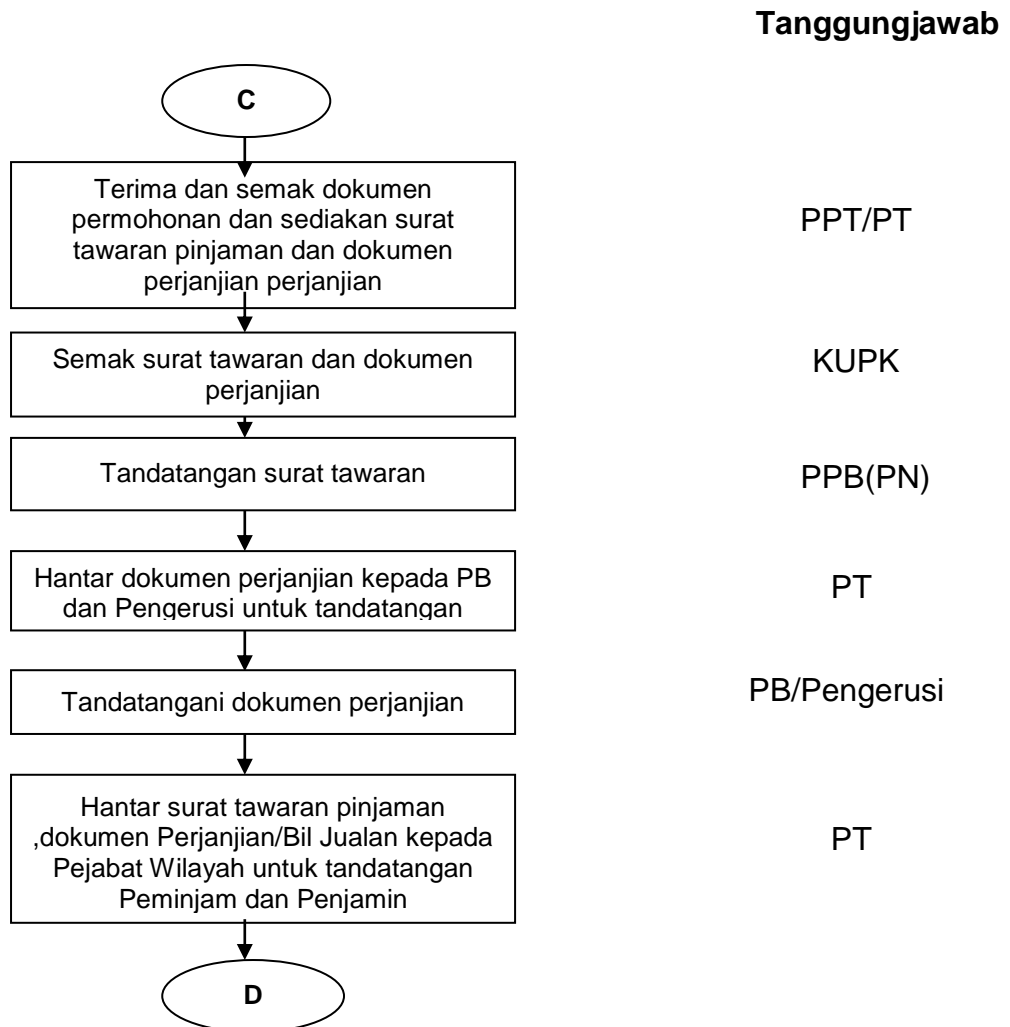 Tanggungjawab
C
Terima dan semak dokumen
permohonan dan sediakan surat
tawaran pinjaman dan dokumen
perjanjian perjanjian
PPT/PT
Semak surat tawaran dan dokumen
perjanjian
KUPK
Tandatangan surat tawaran
PPB(PN)
Hantar dokumen perjanjian kepada PB
dan Pengerusi untuk tandatangan
PT
Tandatangani dokumen perjanjian
PB/Pengerusi
Hantar surat tawaran pinjaman
,dokumen Perjanjian/Bil Jualan kepada
Pejabat Wilayah untuk tandatangan
Peminjam dan Penjamin
PT
D